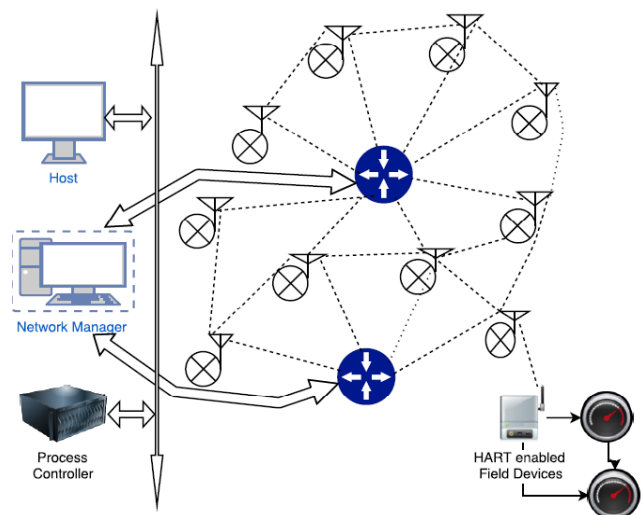 Host
Network Manager
Process
Controller
HART enabled
Field Devices